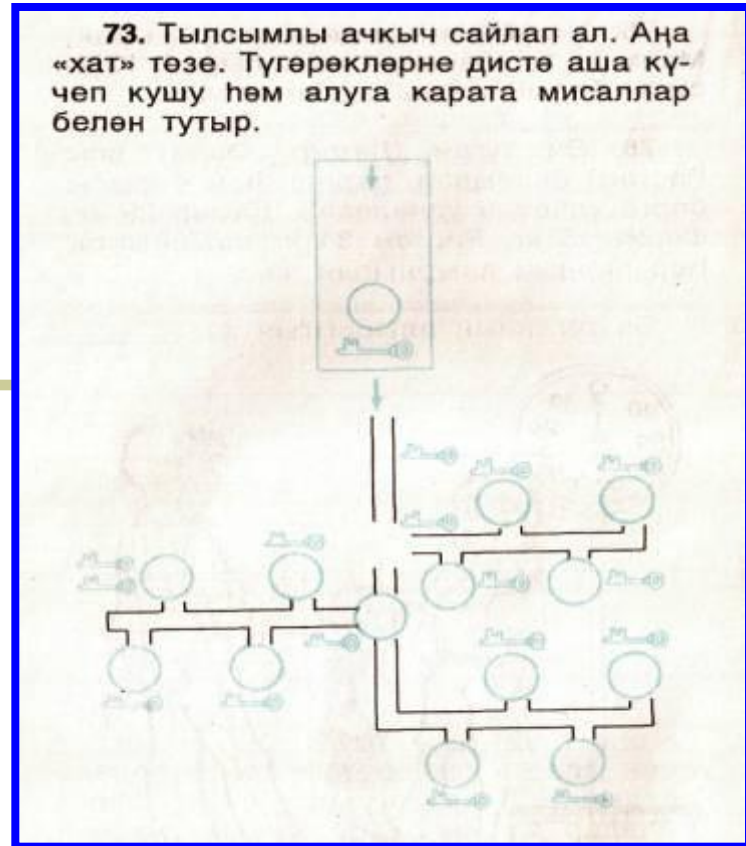 73. Тылсымлы ачкыч сайлап ал. Аңа
«хат» төзе. Түгәрәкләрне дистә аша кү-
чеп кушу һәм алуга карата мисаллар
белән тутыр.